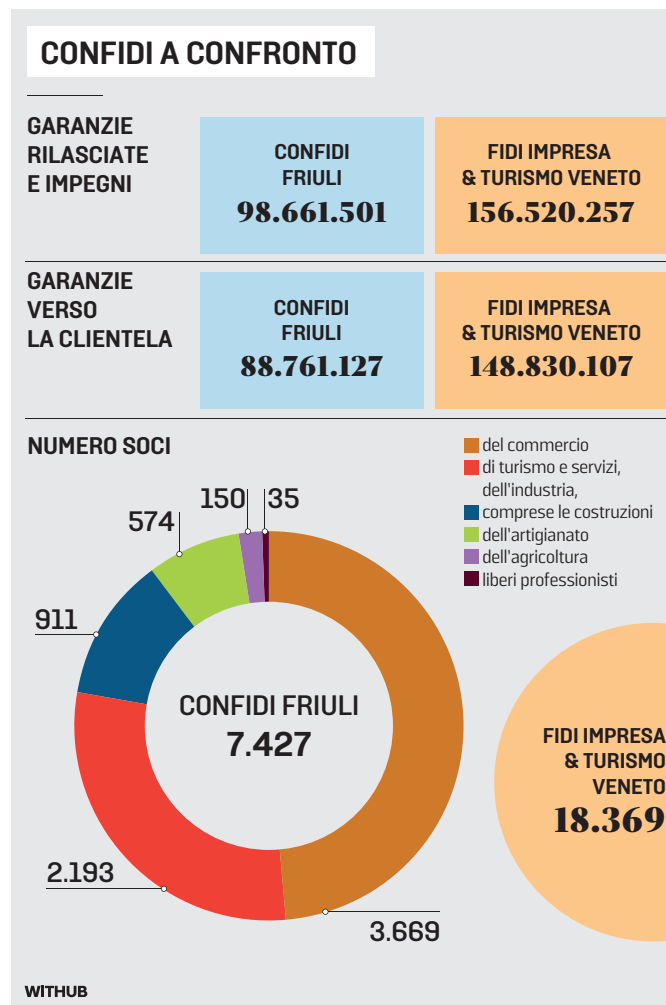 CONFIDI A CONFRONTO
GARANZIE
RILASCIATE
E IMPEGNI
CONFIDI
FRIULI
98.661.501
FIDI IMPRESA
& TURISMO VENETO
156.520.257
GARANZIE
VERSO
LA CLIENTELA
CONFIDI
FRIULI
88.761.127
FIDI IMPRESA
& TURISMO VENETO
148.830.107
NUMERO SOCI
del commercio
di turismo e servizi,
dell'industria,
comprese le costruzioni
dell'artigianato
dell'agricoltura
liberi professionisti
150
35
574
911
CONFIDI FRIULI
7.427
2.193
3.669
FIDI IMPRESA
& TURISMO
VENETO
18.369
WITHUB